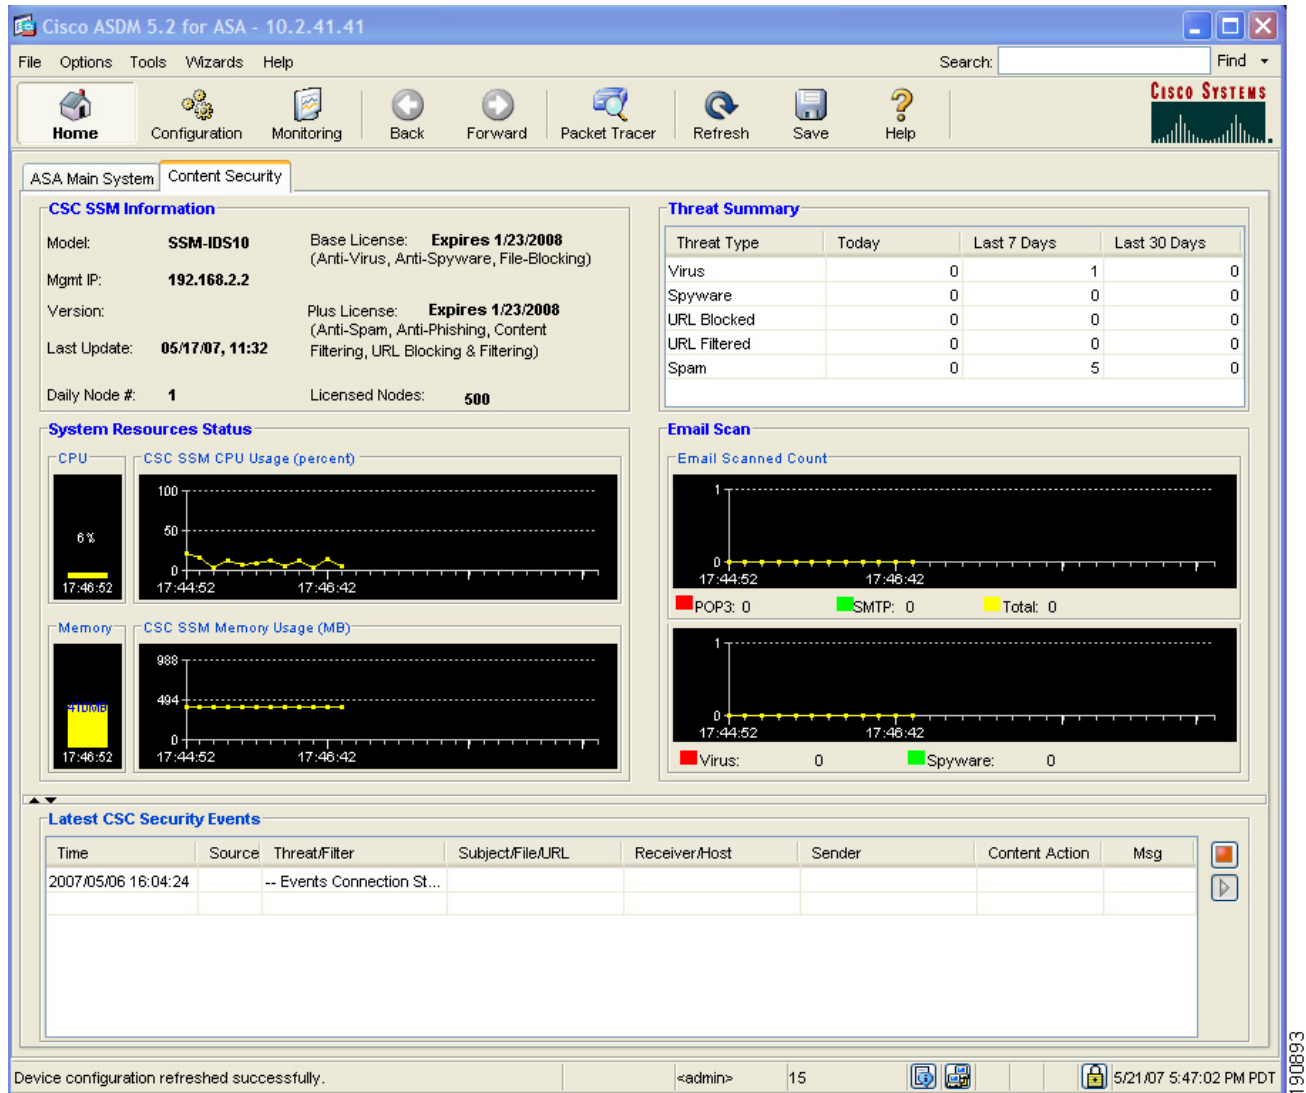 Cisco ASDM 5.2 for ASA - 10.2.41.41
File Options Tools Wizards Help Search: Find
Home Configuration Monitoring Back Forward Packet Tracer Refresh Save Help
CISCO SYSTEMS
ASA Main System Content Security
CSC SSM Information
Model: SSM-IDS10 Base License: Expires 1/23/2008
(Anti-Virus, Anti-Spyware, File-Blocking)
Mgmt IP: 192.168.2.2
Version: Plus License: Expires 1/23/2008
(Anti-Spam, Anti-Phishing, Content
Last Update: 05/17/07, 11:32 Filtering, URL Blocking & Filtering)
Daily Node #: 1 Licensed Nodes: 500
Threat Summary
Threat Type Today Last 7 Days Last 30 Days
Virus 0 1 0
Spyware 0 0 0
URL Blocked 0 0 0
URL Filtered 0 0 0
Spam 0 5 0
System Resources Status
CPU
6%
17:46:52
CSC SSM CPU Usage (percent)
100
50
0
17:44:52 17:46:42
Memory
410MB
17:46:52
CSC SSM Memory Usage (MB)
988
494
0
17:44:52 17:46:42
Email Scan
Email Scanned Count
1
0
17:44:52 17:46:42
POP3: 0 SMTP: 0 Total: 0
1
0
17:44:52 17:46:42
Virus: 0 Spyware: 0
Latest CSC Security Events
Time Source Threat/Filter Subject/File/URL Receiver/Host Sender Content Action Msg
2007/05/06 16:04:24 -- Events Connection St...
Device configuration refreshed successfully. <admin> 15 5/21/07 5:47:02 PM PDT
190893